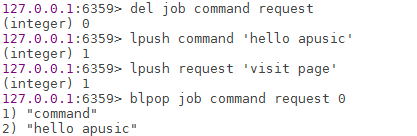 127.0.0.1:6359> del job command request
(integer) 0
127.0.0.1:6359> lpush command 'hello apusic'
(integer) 1
127.0.0.1:6359> lpush request 'visit page'
(integer) 1
127.0.0.1:6359> blpop job command request 0
1) "command"
2) "hello apusic"